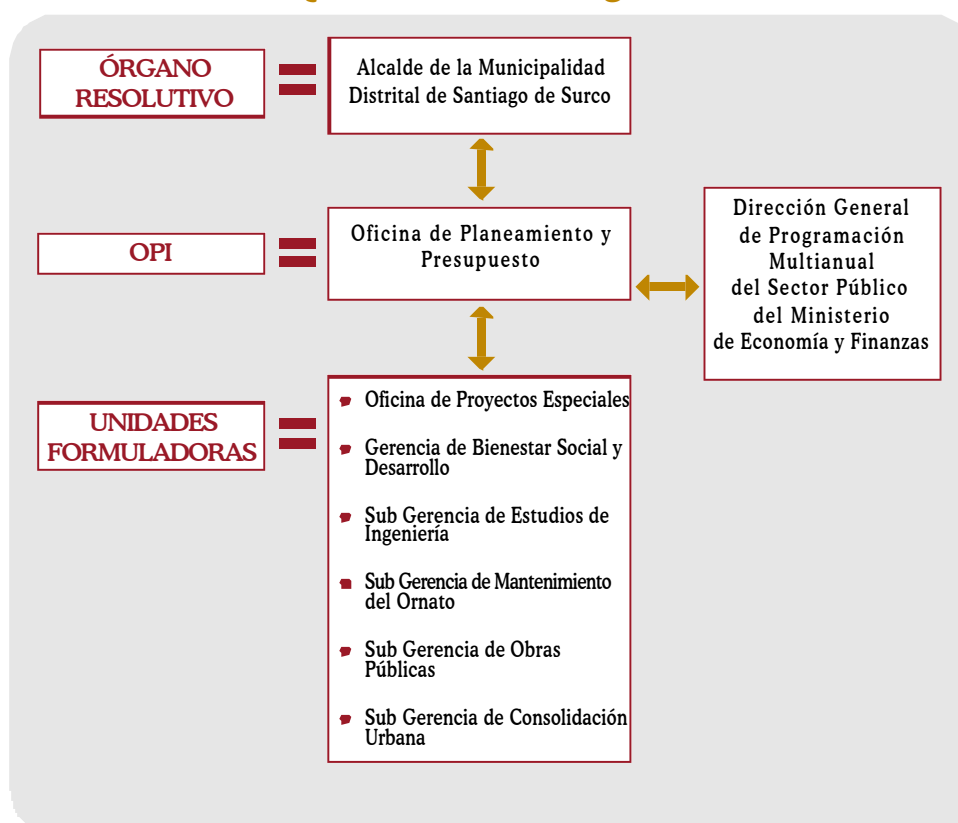 ÓRGANO
RESOLUTIVO
Alcalde de la Municipalidad
Distrital de Santiago de Surco
OPI
Oficina de Planeamiento y
Presupuesto
Dirección General
de Programación
Multianual
del Sector Público
del Ministerio
de Economía y Finanzas
UNIDADES
FORMULADORAS
Oficina de Proyectos Especiales
Gerencia de Bienestar Social y
Desarrollo
Sub Gerencia de Estudios de
Ingeniería
Sub Gerencia de Mantenimiento
del Ornato
Sub Gerencia de Obras
Públicas
Sub Gerencia de Consolidación
Urbana